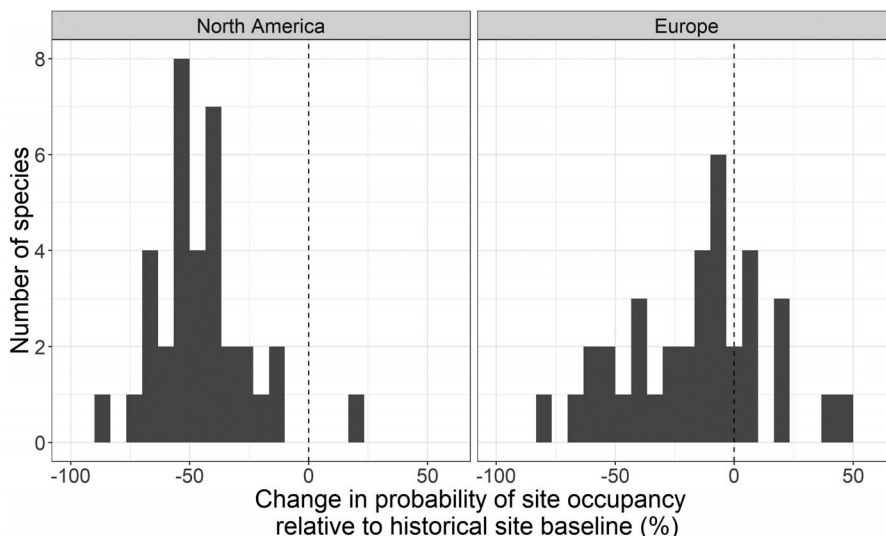 North America
Europe
Number of species
8
6
4
2
0
-100
-50
0
50
-100
-50
0
50
Change in probability of site occupancy
relative to historical site baseline (%)